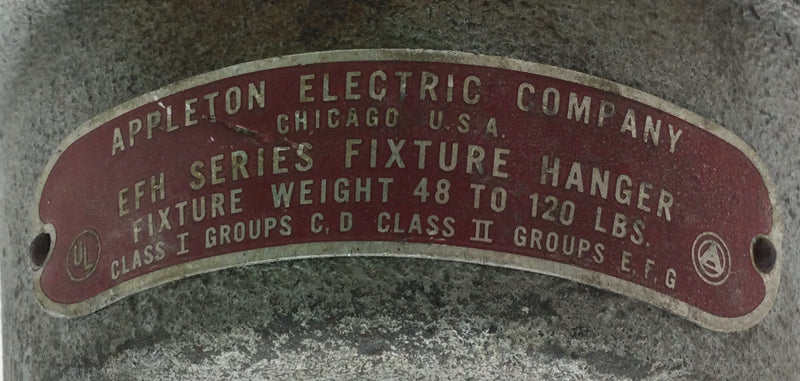 APPLETON ELECTRIC COMPANY
CHICAGO U.S.A.
EFH SERIES FIXTURE HANGER
FIXTURE WEIGHT 48 TO 120 LBS.
CLASS I GROUPS C, D CLASS II GROUPS E, F, G
UL
A